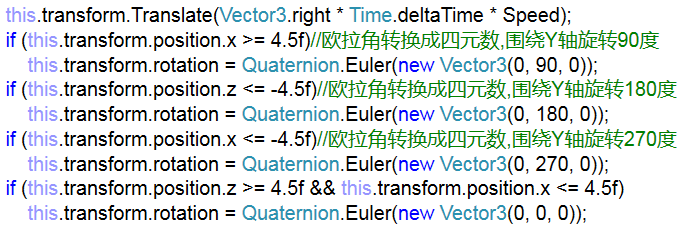 this.transform.Translate(Vector3.right * Time.deltaTime * Speed);
if (this.transform.position.x >= 4.5f)//欧拉角转换成四元数,围绕Y轴旋转90度
    this.transform.rotation = Quaternion.Euler(new Vector3(0, 90, 0));
if (this.transform.position.z <= -4.5f)//欧拉角转换成四元数,围绕Y轴旋转180度
    this.transform.rotation = Quaternion.Euler(new Vector3(0, 180, 0));
if (this.transform.position.x <= -4.5f)//欧拉角转换成四元数,围绕Y轴旋转270度
    this.transform.rotation = Quaternion.Euler(new Vector3(0, 270, 0));
if (this.transform.position.z >= 4.5f && this.transform.position.x <= 4.5f)
    this.transform.rotation = Quaternion.Euler(new Vector3(0, 0, 0));